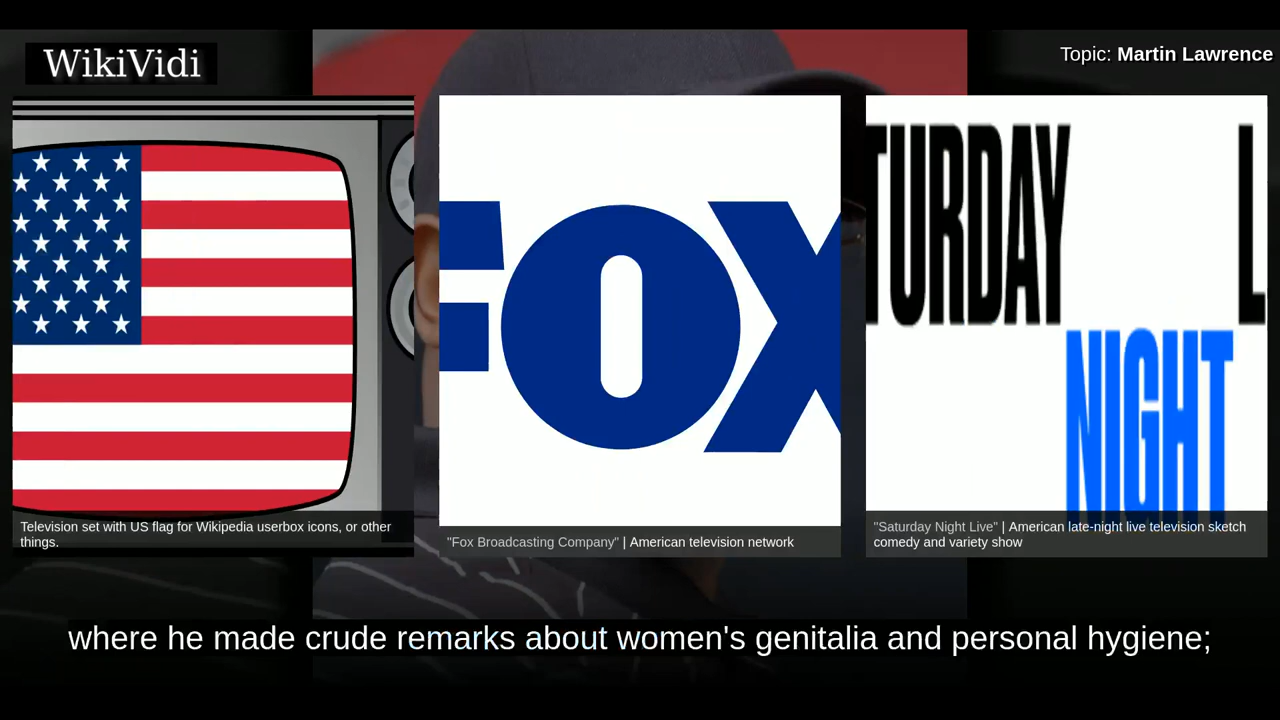 WikiVidi
Topic: Martin Lawrence
FOX
TURDAY
L
NIGHT
Television set with US flag for Wikipedia userbox icons, or other
things.
"Fox Broadcasting Company" | American television network
"Saturday Night Live" | American late-night live television sketch
comedy and variety show
where he made crude remarks about women's genitalia and personal hygiene;